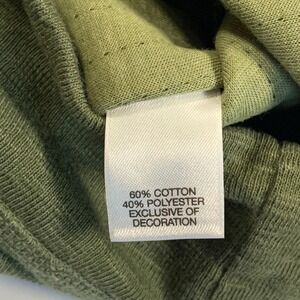 60% COTTON
40% POLYESTER
EXCLUSIVE OF
DECORATION